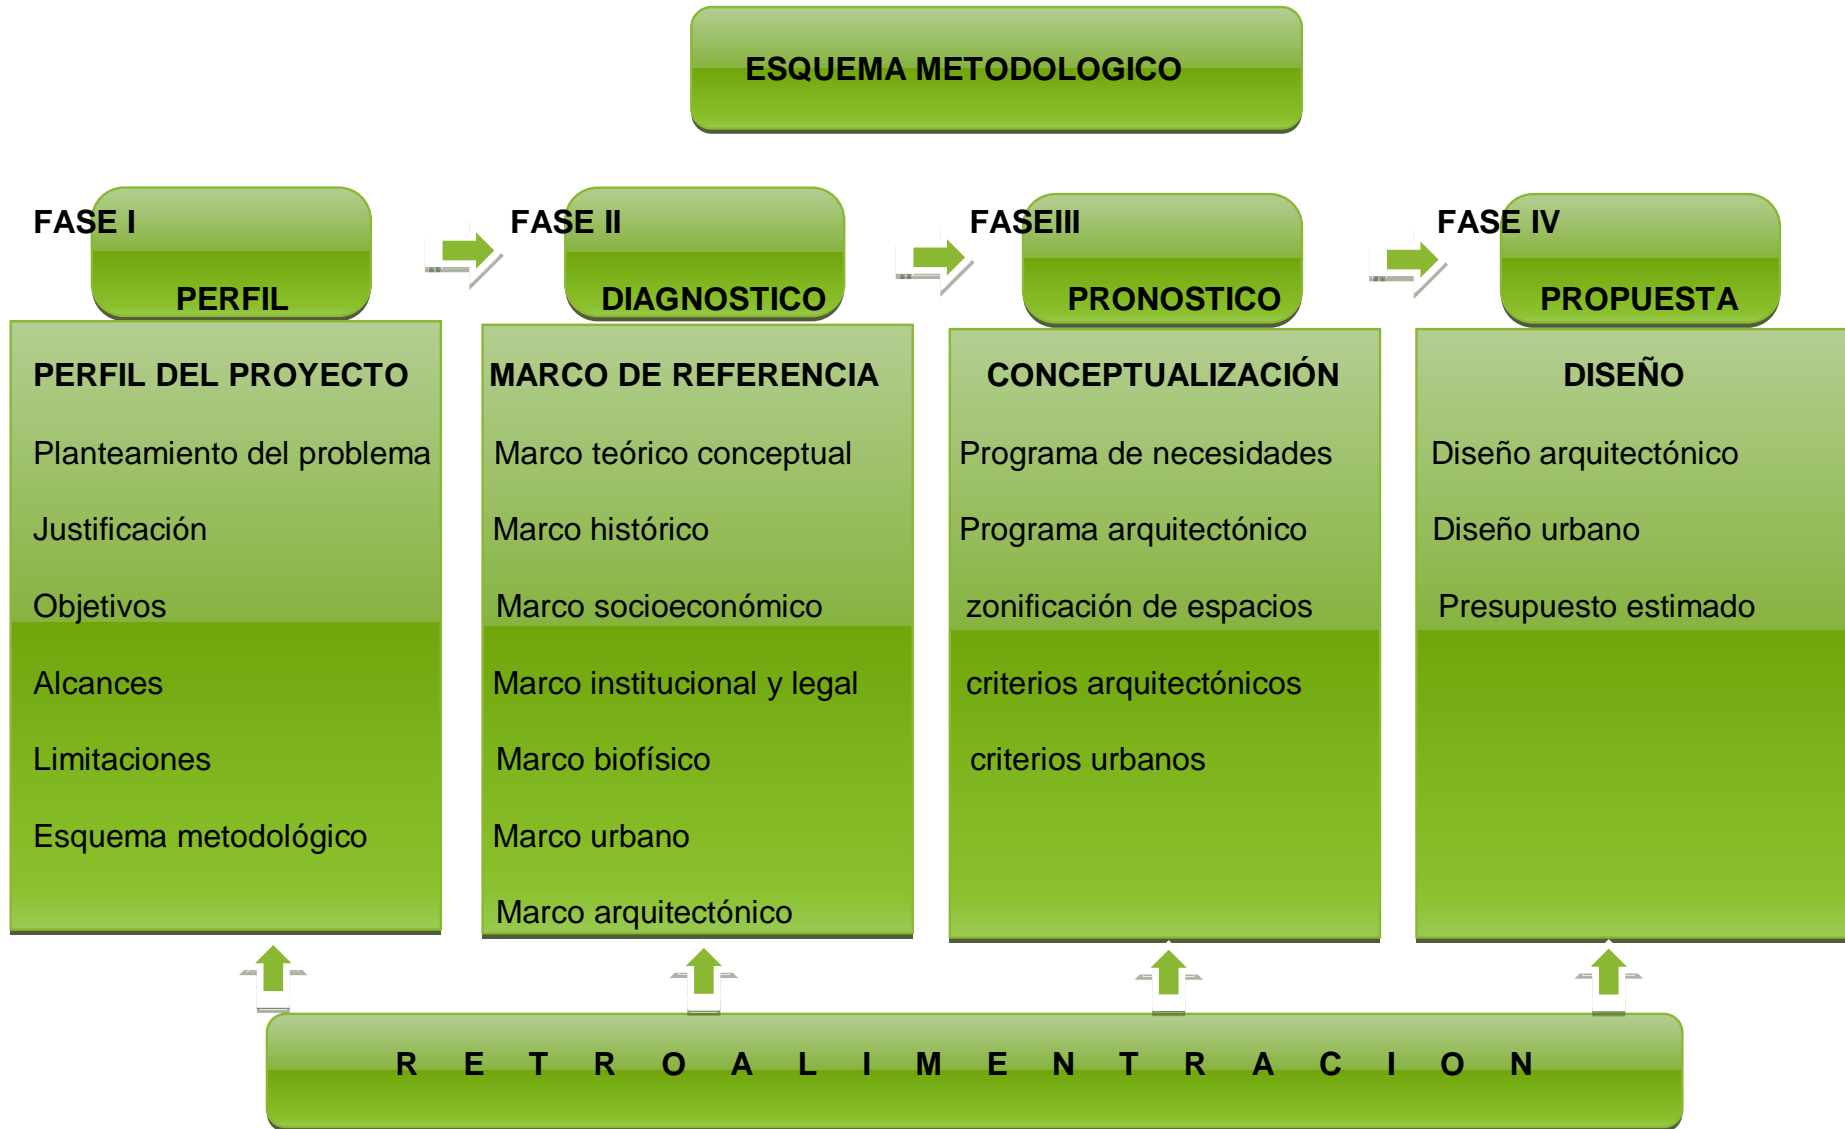 ESQUEMA METODOLOGICO
FASE I
PERFIL
PERFIL DEL PROYECTO
Planteamiento del problema
Justificación
Objetivos
Alcances
Limitaciones
Esquema metodológico
FASE II
DIAGNOSTICO
MARCO DE REFERENCIA
Marco teórico conceptual
Marco histórico
Marco socioeconómico
Marco institucional y legal
Marco biofísico
Marco urbano
Marco arquitectónico
FASEIII
PRONOSTICO
CONCEPTUALIZACIÓN
Programa de necesidades
Programa arquitectónico
zonificación de espacios
criterios arquitectónicos
criterios urbanos
FASE IV
PROPUESTA
DISEÑO
Diseño arquitectónico
Diseño urbano
Presupuesto estimado
R E T R O A L I M E N T R A C I O N